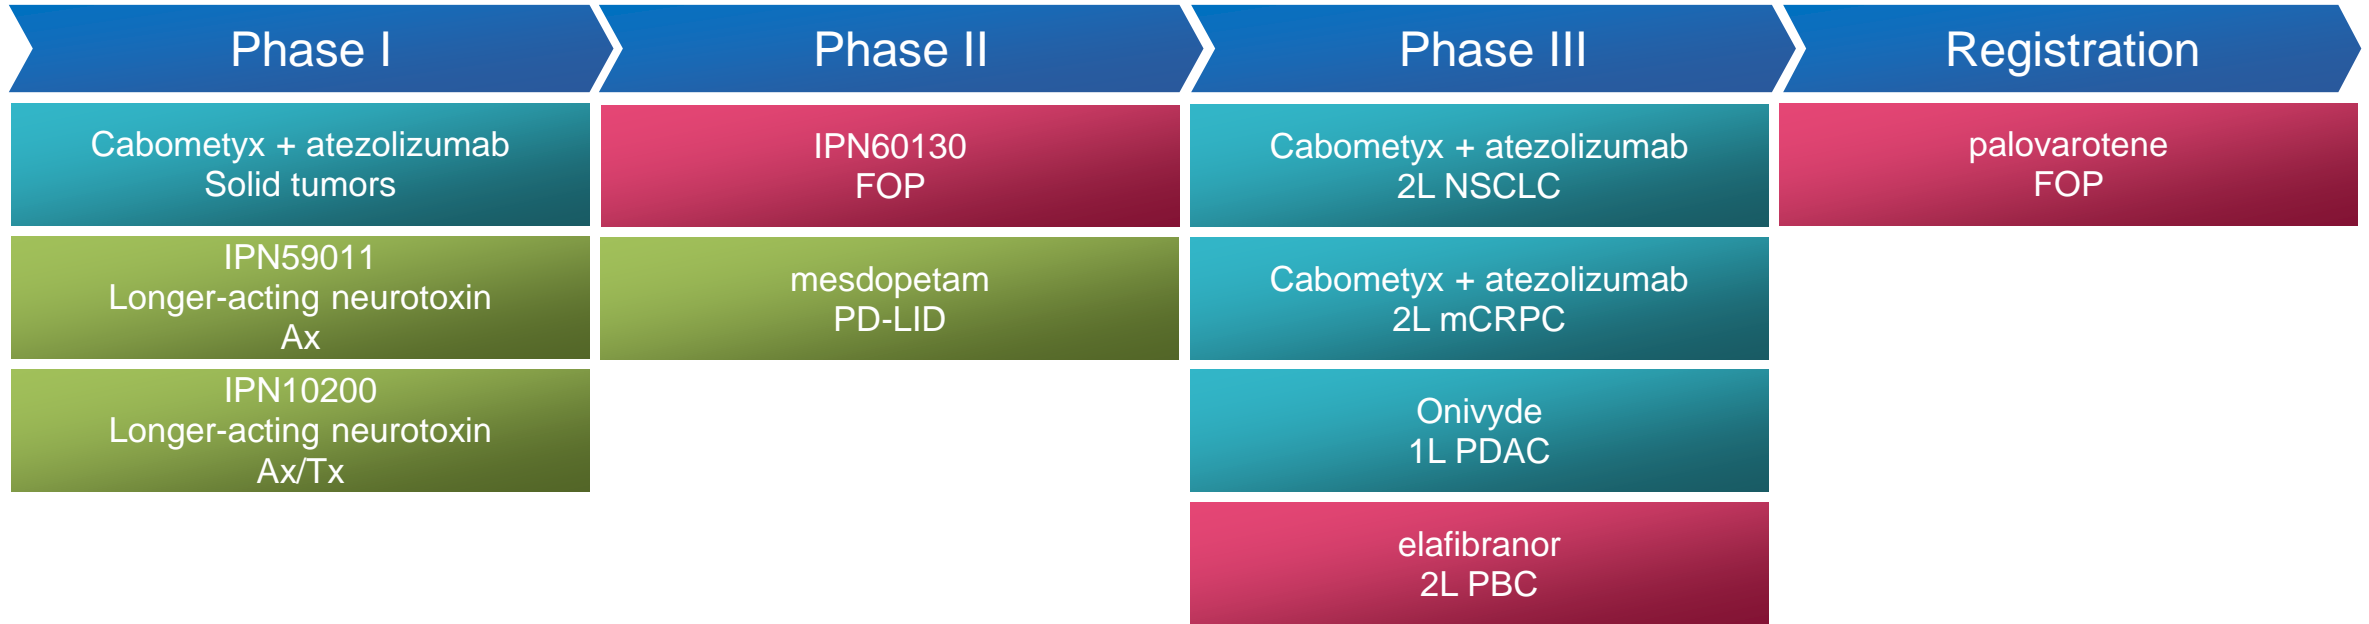 Phase I
Phase II
Phase III
Registration
Cabometyx + atezolizumab
Solid tumors
IPN59011
Longer-acting neurotoxin
Ax
IPN10200
Longer-acting neurotoxin
Ax/Tx
IPN60130
FOP
mesdopetam
PD-LID
Cabometyx + atezolizumab
2L NSCLC
Cabometyx + atezolizumab
2L mCRPC
Onivyde
1L PDAC
elafibranor
2L PBC
palovarotene
FOP